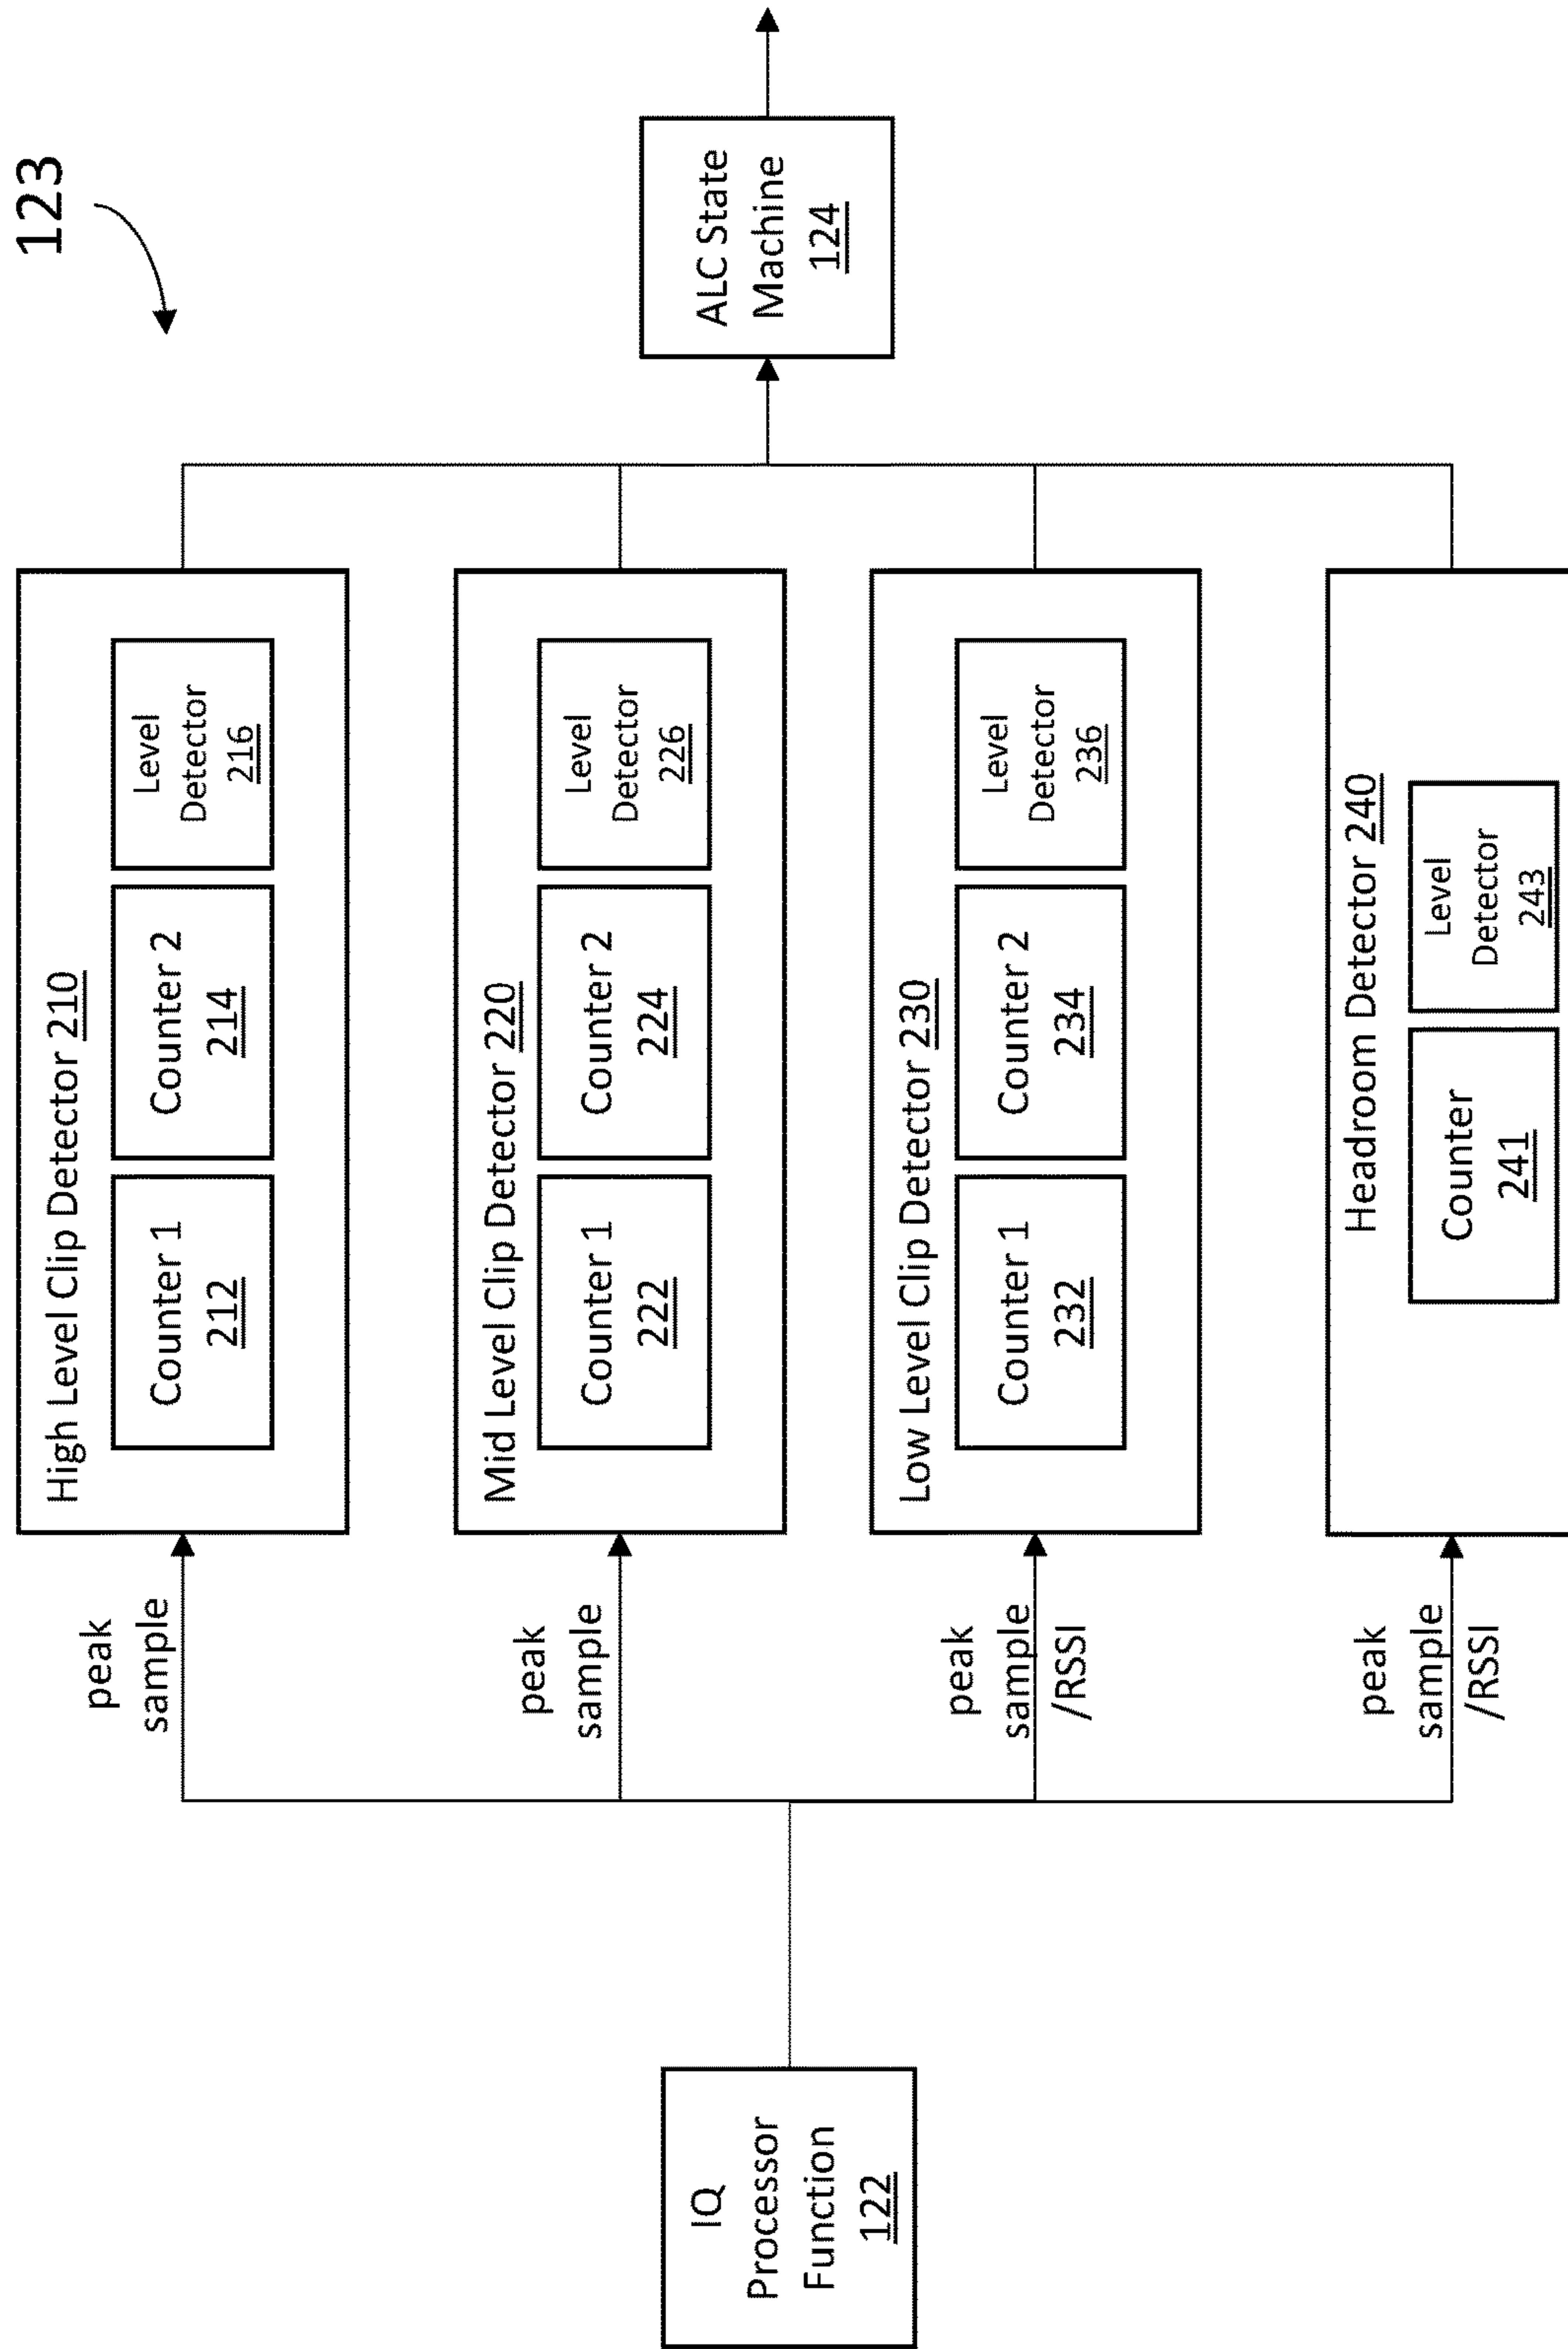 123
IQ
Processor
Function
122
peak
sample
High Level Clip Detector 210
Counter 1
212
Counter 2
214
Level
Detector
216
peak
sample
Mid Level Clip Detector 220
Counter 1
222
Counter 2
224
Level
Detector
226
peak
sample
/RSSI
Low Level Clip Detector 230
Counter 1
232
Counter 2
234
Level
Detector
236
peak
sample
/RSSI
Headroom Detector 240
Counter
241
Level
Detector
243
ALC State
Machine
124